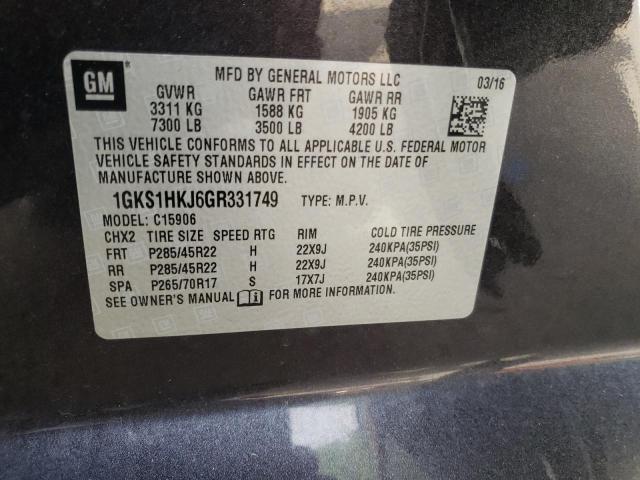 GM
MFD BY GENERAL MOTORS LLC 03/16
GVWR GAWR FRT GAWR RR
3311 KG 1588 KG 1905 KG
7300 LB 3500 LB 4200 LB
THIS VEHICLE CONFORMS TO ALL APPLICABLE U.S. FEDERAL MOTOR
VEHICLE SAFETY STANDARDS IN EFFECT ON THE DATE OF
MANUFACTURE SHOWN ABOVE.
1GKS1HKJ6GR331749 TYPE: M.P.V.
MODEL: C15906
CHX2 TIRE SIZE SPEED RTG RIM COLD TIRE PRESSURE
FRT P285/45R22 H 22X9J 240KPA(35PSI)
RR P285/45R22 H 22X9J 240KPA(35PSI)
SPA P265/70R17 S 17X7J 240KPA(35PSI)
SEE OWNER'S MANUAL FOR MORE INFORMATION.